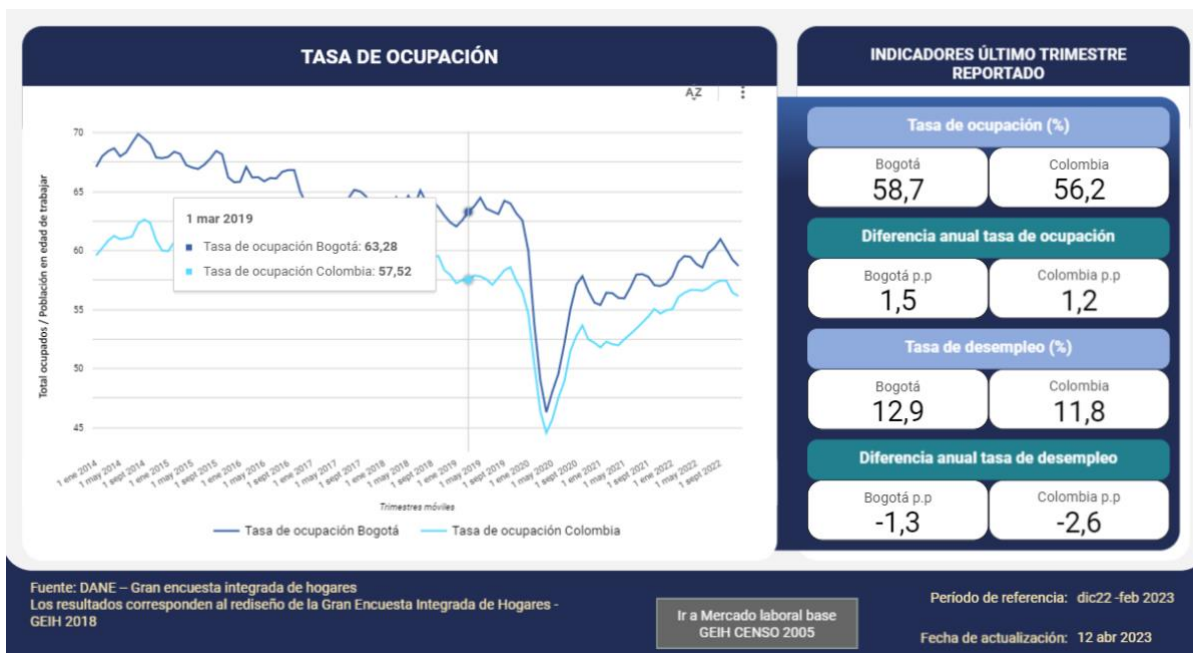 TASA DE OCUPACIÓN
AZ
Total ocupados / Población en edad de trabajar
70
65
60
55
50
45
1 mar 2019
Tasa de ocupación Bogotá: 63,28
Tasa de ocupación Colombia: 57,52
1 ene 2014
1 may 2014
1 sept 2014
1 ene 2015
1 may 2015
1 sept 2015
1 ene 2016
1 may 2016
1 sept 2016
1 ene 2017
1 may 2017
1 sept 2017
1 ene 2018
1 may 2018
1 sept 2018
1 ene 2019
1 may 2019
1 sept 2019
1 ene 2020
1 may 2020
1 sept 2020
1 ene 2021
1 may 2021
1 sept 2021
1 ene 2022
1 may 2022
1 sept 2022
Trimestres móviles
Tasa de ocupación Bogotá
Tasa de ocupación Colombia
INDICADORES ÚLTIMO TRIMESTRE
REPORTADO
Tasa de ocupación (%)
Bogotá Colombia
58,7 56,2
Diferencia anual tasa de ocupación
Bogotá p.p Colombia p.p
1,5 1,2
Tasa de desempleo (%)
Bogotá Colombia
12,9 11,8
Diferencia anual tasa de desempleo
Bogotá p.p Colombia p.p
-1,3 -2,6
Fuente: DANE – Gran encuesta integrada de hogares
Los resultados corresponden al rediseño de la Gran Encuesta Integrada de Hogares -
GEIH 2018
Ir a Mercado laboral base
GEIH CENSO 2005
Período de referencia: dic22 -feb 2023
Fecha de actualización: 12 abr 2023